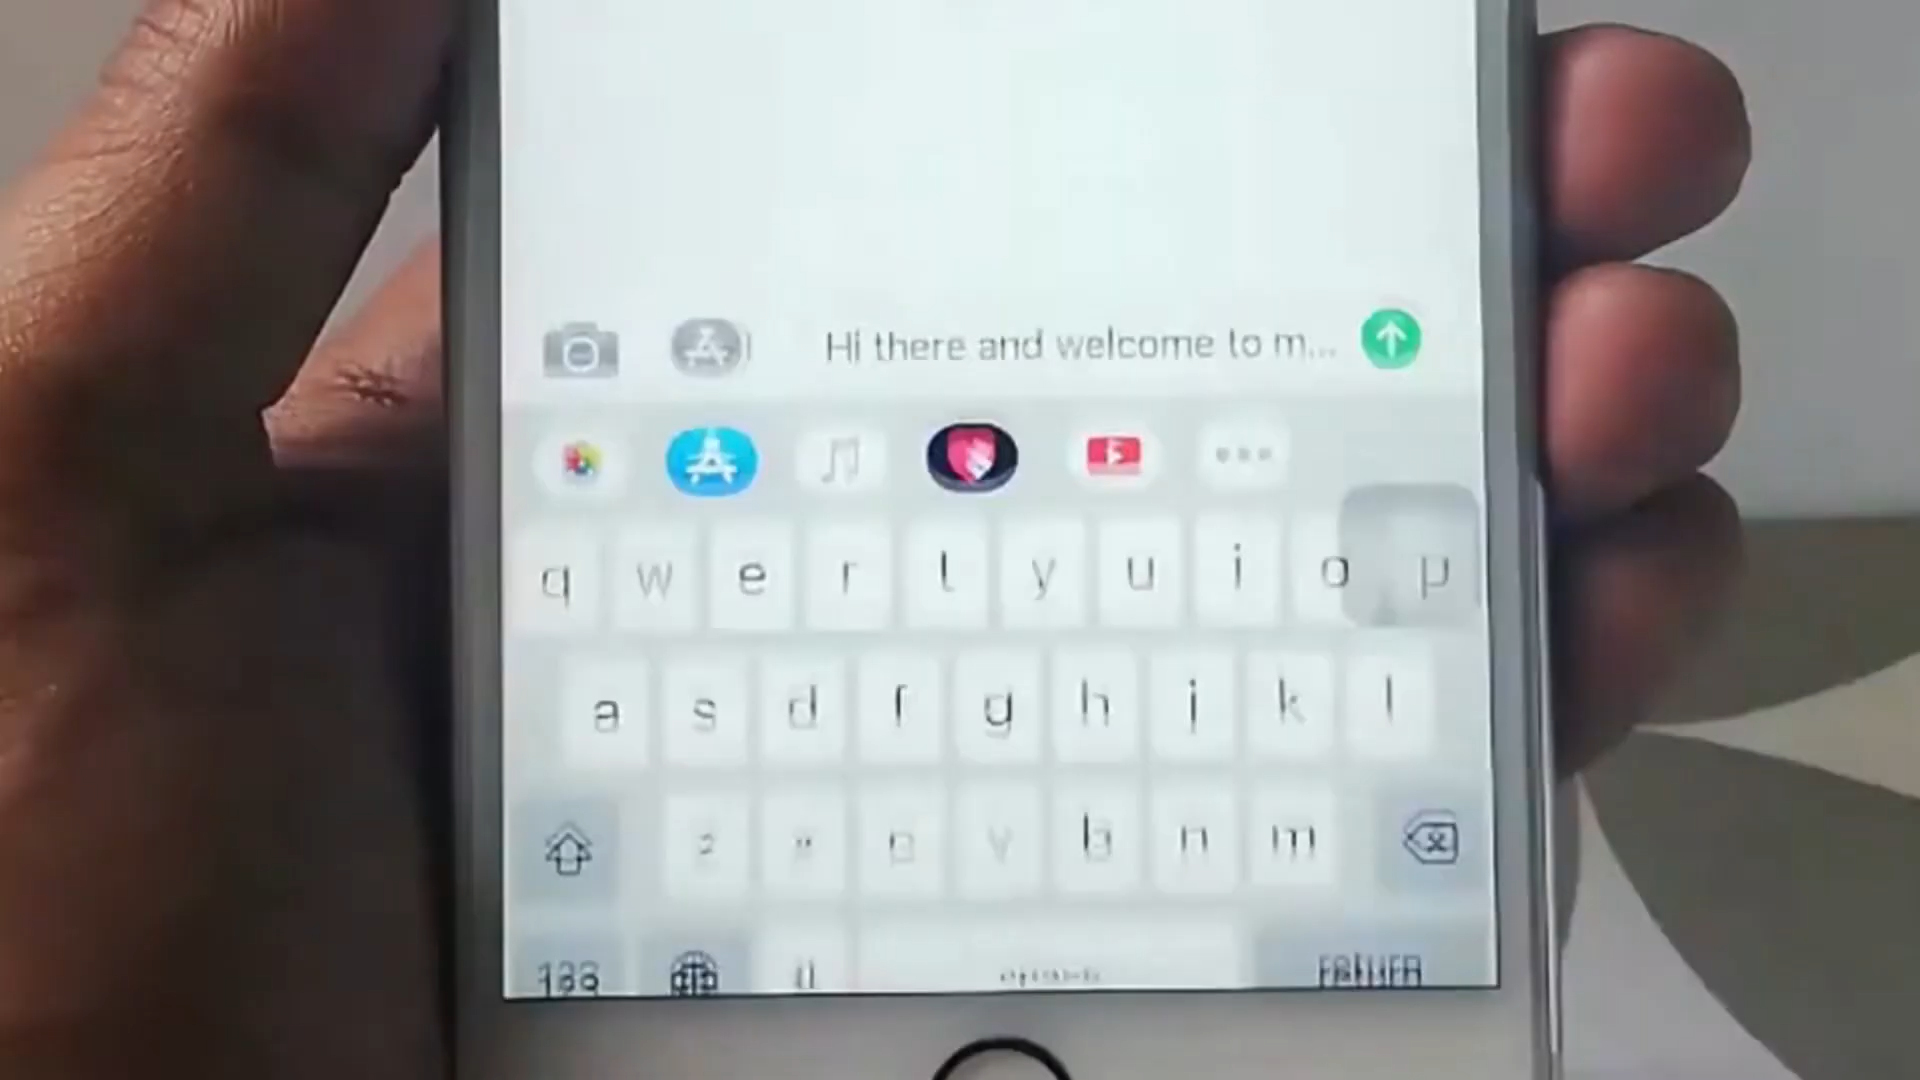 Hi there and welcome to m...
q w e r t y u i o p
a s d f g h j k l
b n m
123